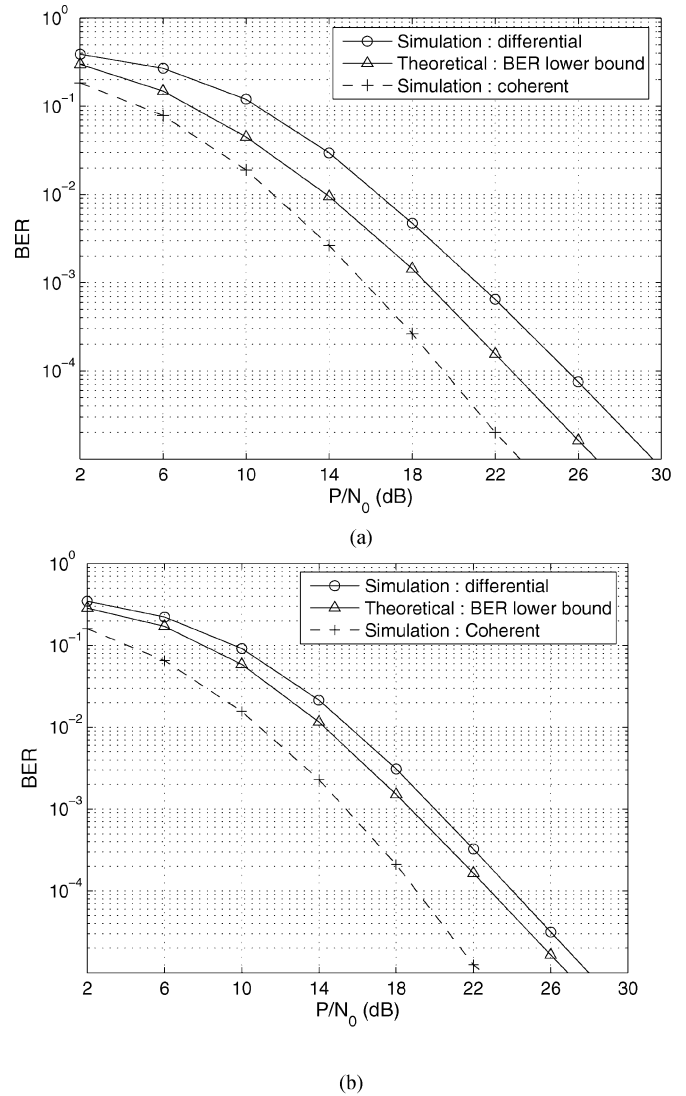 10^0
10^-1
10^-2
10^-3
10^-4
BER
Simulation : differential
Theoretical : BER lower bound
Simulation : coherent
2 6 10 14 18 22 26 30
P/N_0 (dB)
(a)
10^0
10^-1
10^-2
10^-3
10^-4
BER
Simulation : differential
Theoretical : BER lower bound
Simulation : Coherent
2 6 10 14 18 22 26 30
P/N_0 (dB)
(b)